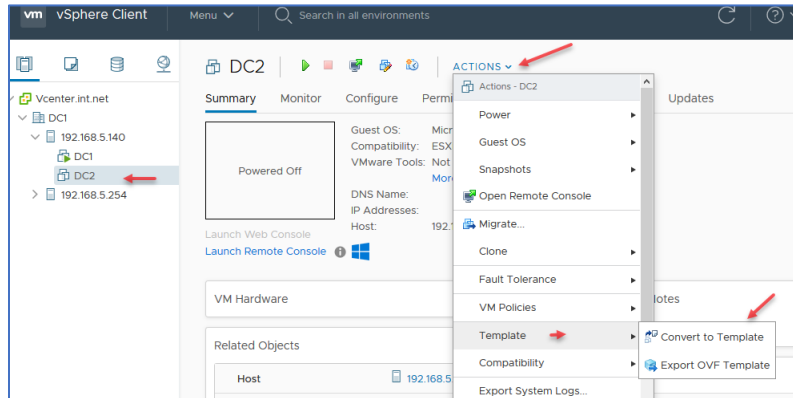 vm vSphere Client Menu Search in all environments
DC2 ACTIONS
Summary Monitor Configure Updates
Vcenter.int.net
DC1
192.168.5.140
DC1
DC2
192.168.5.254
Powered Off
Guest OS:
Compatibility:
VMware Tools: Not
DNS Name:
IP Addresses:
Host:
Launch Web Console
Launch Remote Console
VM Hardware
Related Objects
Host
Actions - DC2
Power
Guest OS
Snapshots
Open Remote Console
Migrate...
Clone
Fault Tolerance
VM Policies
Template
Compatibility
Export System Logs...
Convert to Template
Export OVF Template